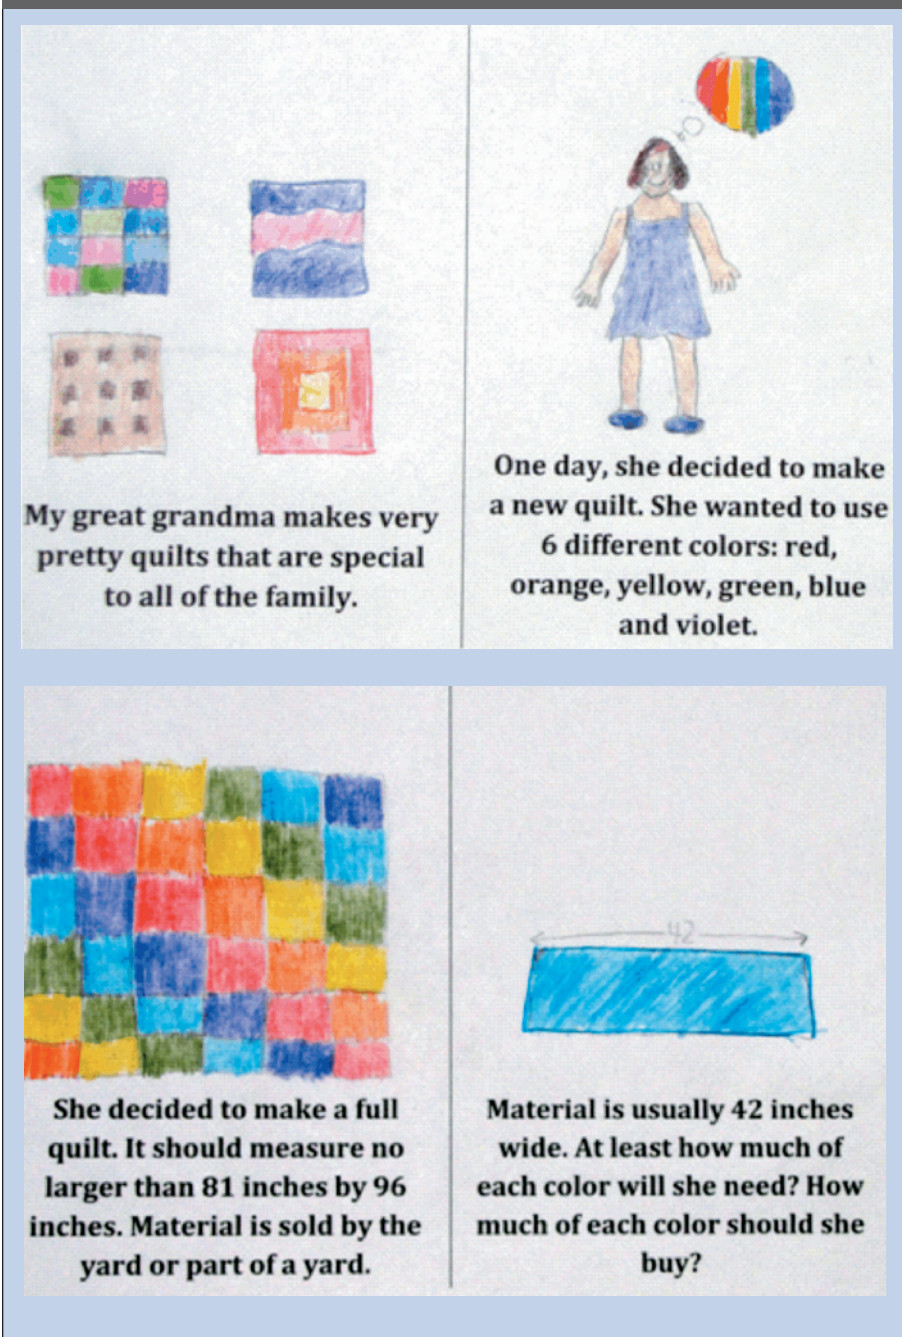 My great grandma makes very
pretty quilts that are special
to all of the family.
One day, she decided to make
a new quilt. She wanted to use
6 different colors: red,
orange, yellow, green, blue
and violet.
She decided to make a full
quilt. It should measure no
larger than 81 inches by 96
inches. Material is sold by the
yard or part of a yard.
42
Material is usually 42 inches
wide. At least how much of
each color will she need? How
much of each color should she
buy?